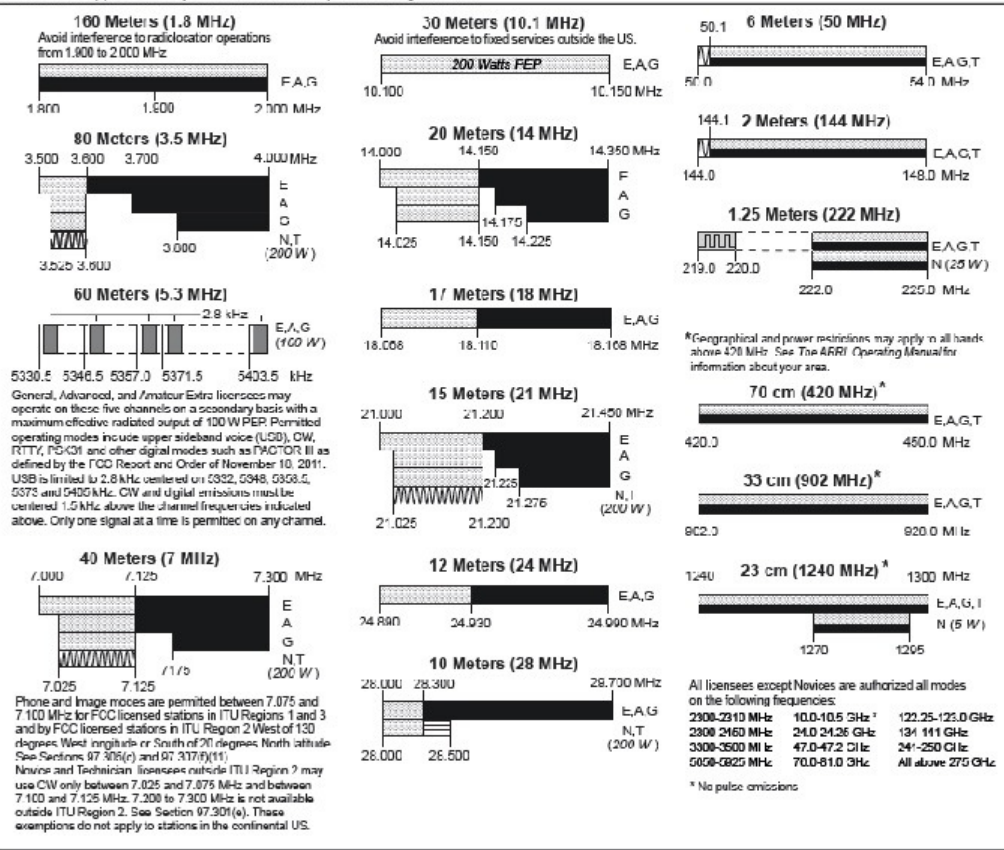 160 Meters (1.8 MHz)
Avoid interference to radiolocation operations
from 1.900 to 2.000 MHz
E,A,G
1.800 1.900 2.000 MHz
80 Meters (3.5 MHz)
3.500 3.600 3.700 4.000 MHz
E
A
G
N,T
(200 W)
3.525 3.600
60 Meters (5.3 MHz)
2.8 kHz
E,A,G
(100 W)
5330.5 5346.5 5357.0 5371.5 5403.5 kHz
General, Advanced, and Amateur Extra licensees may
operate on these five channels on a secondary basis with a
maximum effective radiated output of 100 W PEP. Permitted
operating modes include upper sideband voice (USB), CW,
RTTY, PSK31 and other digital modes such as PACTOR III as
defined by the FCC Report and Order of November 18, 2011.
USB is limited to 2.8 kHz centered on 5332, 5348, 5358.5,
5373 and 5405 kHz. CW and digital emissions must be
centered 1.5 kHz above the channel frequencies indicated
above. Only one signal at a time is permitted on any channel.
40 Meters (7 MHz)
7.000 7.125 7.300 MHz
E
A
G
N,T
(200 W)
7.175
7.025 7.125
Phone and Image modes are permitted between 7.075 and
7.100 MHz for FCC licensed stations in ITU Regions 1 and 3
and by FCC licensed stations in ITU Region 2 West of 130
degrees West longitude or South of 20 degrees North latitude.
See Sections 97.305(c) and 97.307(f)(11)
Novice and Technician licensees outside ITU Region 2 may
use CW only between 7.025 and 7.075 MHz and between
7.100 and 7.125 MHz. 7.200 to 7.300 MHz is not available
outside ITU Region 2. See Section 97.301(e). These
exemptions do not apply to stations in the continental US.
30 Meters (10.1 MHz)
Avoid interference to fixed services outside the US.
200 Watts PEP E,A,G
10.100 10.150 MHz
20 Meters (14 MHz)
14.000 14.150 14.350 MHz
E
A
G
14.175
14.025 14.150 14.225
17 Meters (18 MHz)
E,A,G
18.068 18.110 18.168 MHz
15 Meters (21 MHz)
21.000 21.200 21.450 MHz
E
A
G
N,T
(200 W)
21.225
21.275
21.025 21.200
12 Meters (24 MHz)
E,A,G
24.890 24.930 24.990 MHz
10 Meters (28 MHz)
28.000 28.300 29.700 MHz
E,A,G
N,T
(200 W)
28.000 28.500
6 Meters (50 MHz)
50.1
E,A,G,T
50.0 54.0 MHz
2 Meters (144 MHz)
144.1
E,A,G,T
144.0 148.0 MHz
1.25 Meters (222 MHz)
E,A,G,T
N (25 W)
219.0 220.0
222.0 225.0 MHz
*Geographical and power restrictions may apply to all bands
above 420 MHz. See The ARRL Operating Manual for
information about your area.
70 cm (420 MHz)*
E,A,G,T
420.0 450.0 MHz
33 cm (902 MHz)*
E,A,G,T
902.0 928.0 MHz
23 cm (1240 MHz)*
1240 1300 MHz
E,A,G,T
N (5 W)
1270 1295
All licensees except Novices are authorized all modes
on the following frequencies:
2300-2310 MHz 10.0-10.5 GHz * 122.25-123.0 GHz
2390-2450 MHz 24.0-24.25 GHz 134-141 GHz
3300-3500 MHz 47.0-47.2 GHz 241-250 GHz
5650-5925 MHz 76.0-81.0 GHz All above 275 GHz
* No pulse emissions